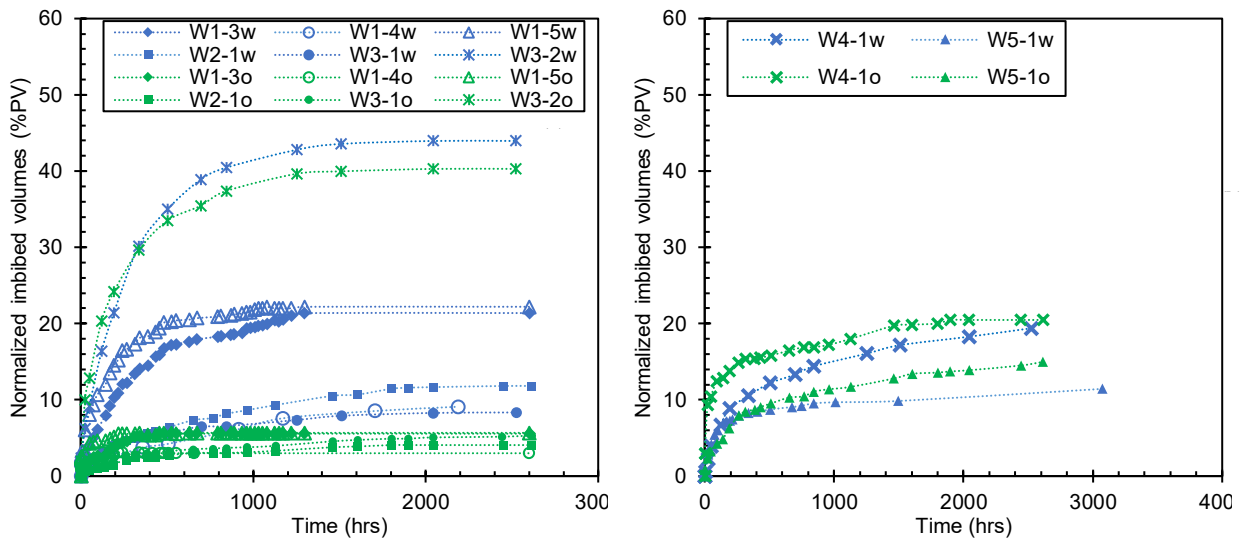 W1-3w W1-4w W1-5w
W2-1w W3-1w W3-2w
W1-3o W1-4o W1-5o
W2-1o W3-1o W3-2o
Normalized imbibed volumes (%PV)
60
50
40
30
20
10
0
0 1000 2000 300
Time (hrs)
W4-1w W5-1w
W4-1o W5-1o
Normalized imbibed volumes (%PV)
60
50
40
30
20
10
0
0 1000 2000 3000 400
Time (hrs)